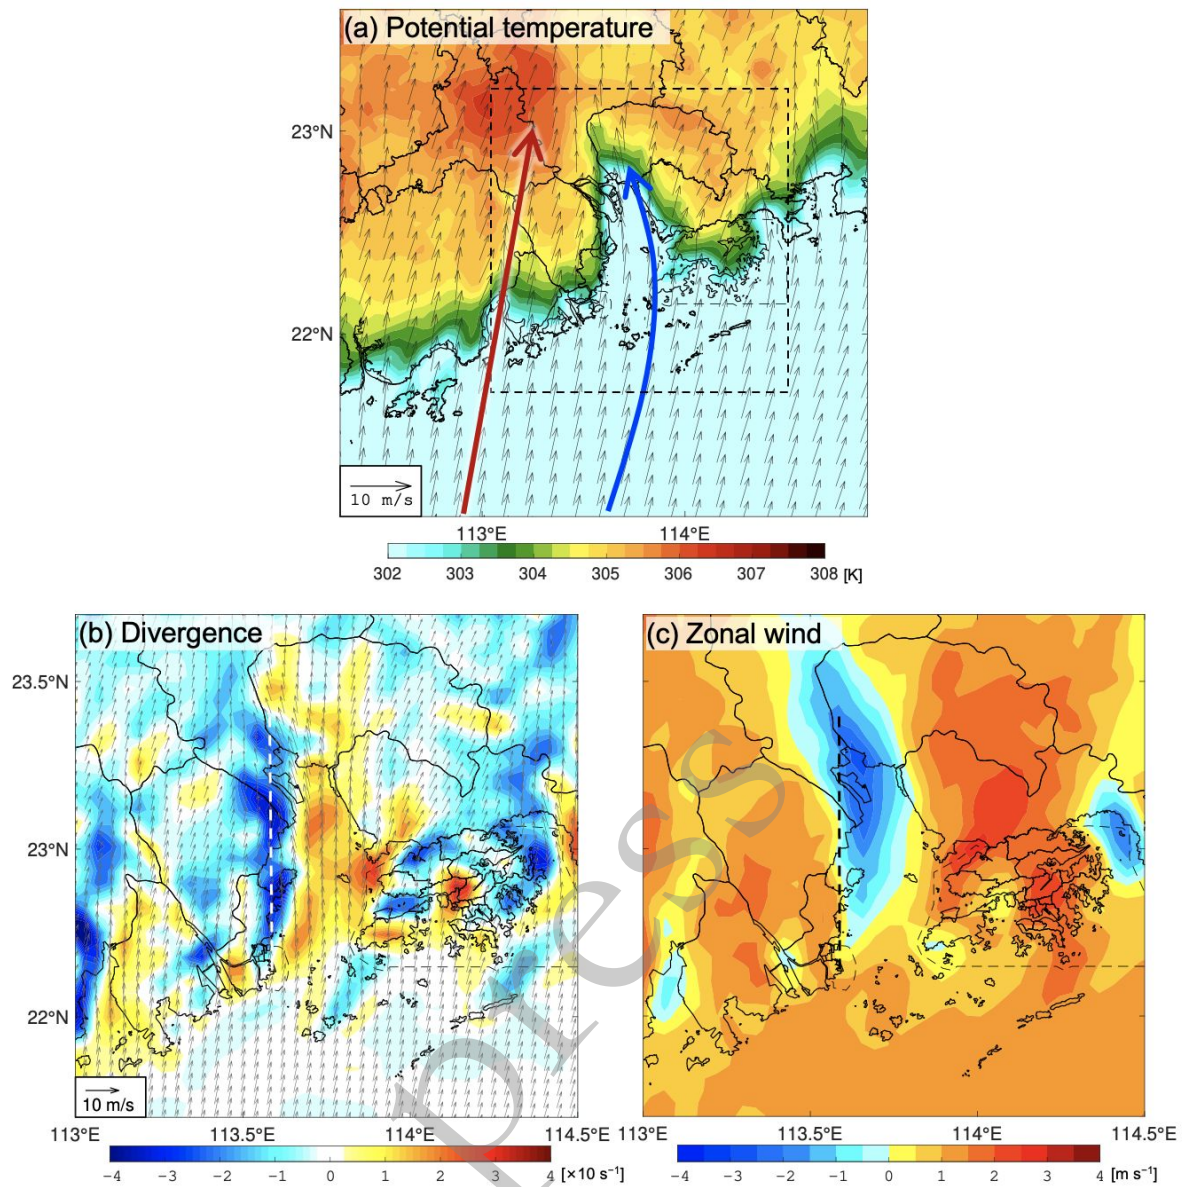 (a) Potential temperature
23°N
22°N
10 m/s
113°E 114°E
302 303 304 305 306 307 308 [K]
(b) Divergence
(c) Zonal wind
23.5°N
23°N
22°N
10 m/s
113°E 113.5°E 114°E 114.5°E
113°E 113.5°E 114°E 114.5°E
−4 −3 −2 −1 0 1 2 3 4 [×10 s⁻¹]
−4 −3 −2 −1 0 1 2 3 4 [m s⁻¹]
press